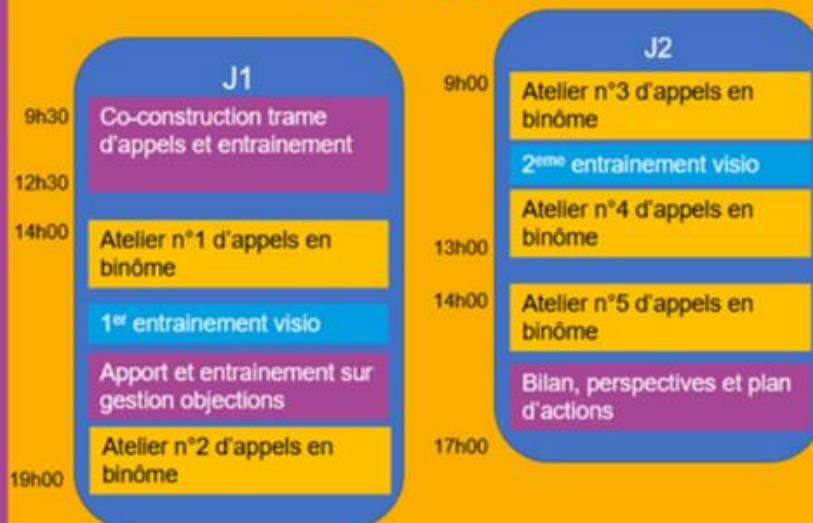 J1
9h30
Co-construction trame
d'appels et entrainement
12h30
14h00
Atelier n°1 d'appels en
binôme
1er entrainement visio
Apport et entrainement sur
gestion objections
Atelier n°2 d'appels en
binôme
19h00
J2
9h00
Atelier n°3 d'appels en
binôme
2eme entrainement visio
Atelier n°4 d'appels en
binôme
13h00
14h00
Atelier n°5 d'appels en
binôme
Bilan, perspectives et plan
d'actions
17h00